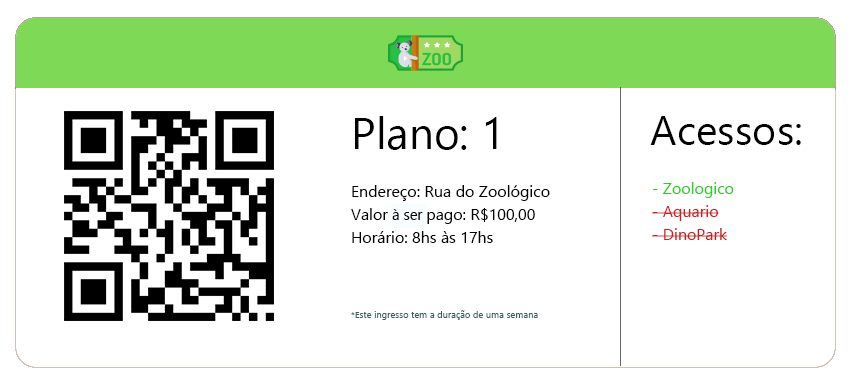 ZOO
Plano: 1
Endereço: Rua do Zoológico
Valor à ser pago: R$100,00
Horário: 8hs às 17hs
*Este ingresso tem a duração de uma semana
Acessos:
- Zoologico
- Aquario
- DinoPark